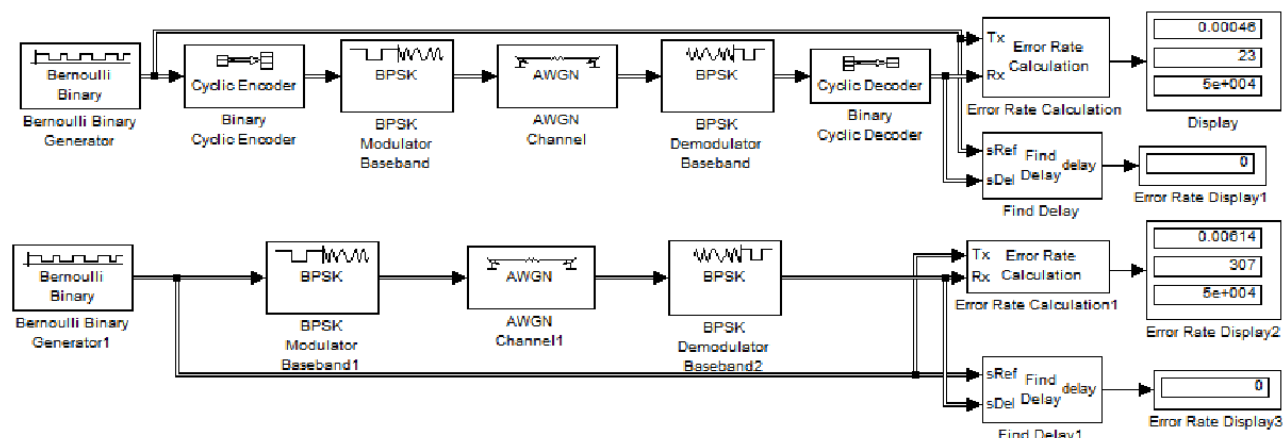 Bernoulli
Binary
Bernoulli Binary
Generator
Cyclic Encoder
Binary
Cyclic Encoder
BPSK
BPSK
Modulator
Baseband
AWGN
AWGN
Channel
BPSK
BPSK
Demodulator
Baseband
Cyclic Decoder
Binary
Cyclic Decoder
Tx
Rx
Error Rate
Calculation
Error Rate Calculation
0.00046
23
5e+004
Display
sRef
sDel
Find
Delay
delay
Find Delay
0
Error Rate Display1
Bernoulli
Binary
Bernoulli Binary
Generator1
BPSK
BPSK
Modulator
Baseband1
AWGN
AWGN
Channel1
BPSK
BPSK
Demodulator
Baseband2
Tx
Rx
Error Rate
Calculation
Error Rate Calculation1
0.00614
307
5e+004
Error Rate Display2
sRef
sDel
Find
Delay
delay
Find Delay1
0
Error Rate Display3